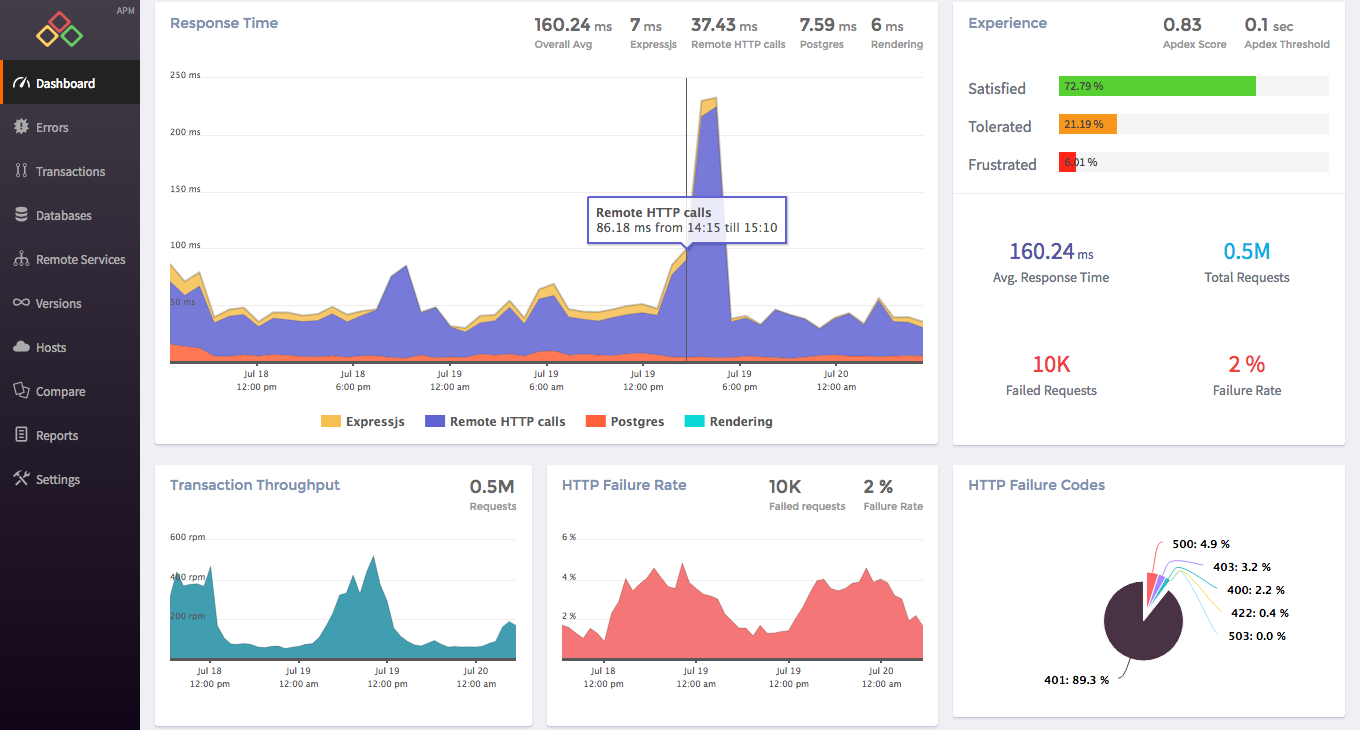 APM
Dashboard
Errors
Transactions
Databases
Remote Services
Versions
Hosts
Compare
Reports
Settings
Response Time
160.24 ms 7 ms 37.43 ms 7.59 ms 6 ms
Overall Avg Expressjs Remote HTTP calls Postgres Rendering
250 ms
200 ms
150 ms
100 ms
50 ms
Remote HTTP calls
86.18 ms from 14:15 till 15:10
Jul 18 Jul 18 Jul 19 Jul 19 Jul 19 Jul 19 Jul 20
12:00 pm 6:00 pm 12:00 am 6:00 am 12:00 pm 6:00 pm 12:00 am
Expressjs Remote HTTP calls Postgres Rendering
Experience
0.83 0.1 sec
Apdex Score Apdex Threshold
Satisfied 72.79 %
Tolerated 21.19 %
Frustrated 6.01 %
160.24 ms 0.5M
Avg. Response Time Total Requests
10K 2 %
Failed Requests Failure Rate
Transaction Throughput
0.5M
Requests
600 rpm
400 rpm
200 rpm
Jul 18 Jul 19 Jul 19 Jul 20
12:00 pm 12:00 am 12:00 pm 12:00 am
HTTP Failure Rate
10K 2 %
Failed requests Failure Rate
6 %
4 %
2 %
Jul 18 Jul 19 Jul 19 Jul 20
12:00 pm 12:00 am 12:00 pm 12:00 am
HTTP Failure Codes
500: 4.9 %
403: 3.2 %
400: 2.2 %
422: 0.4 %
503: 0.0 %
401: 89.3 %